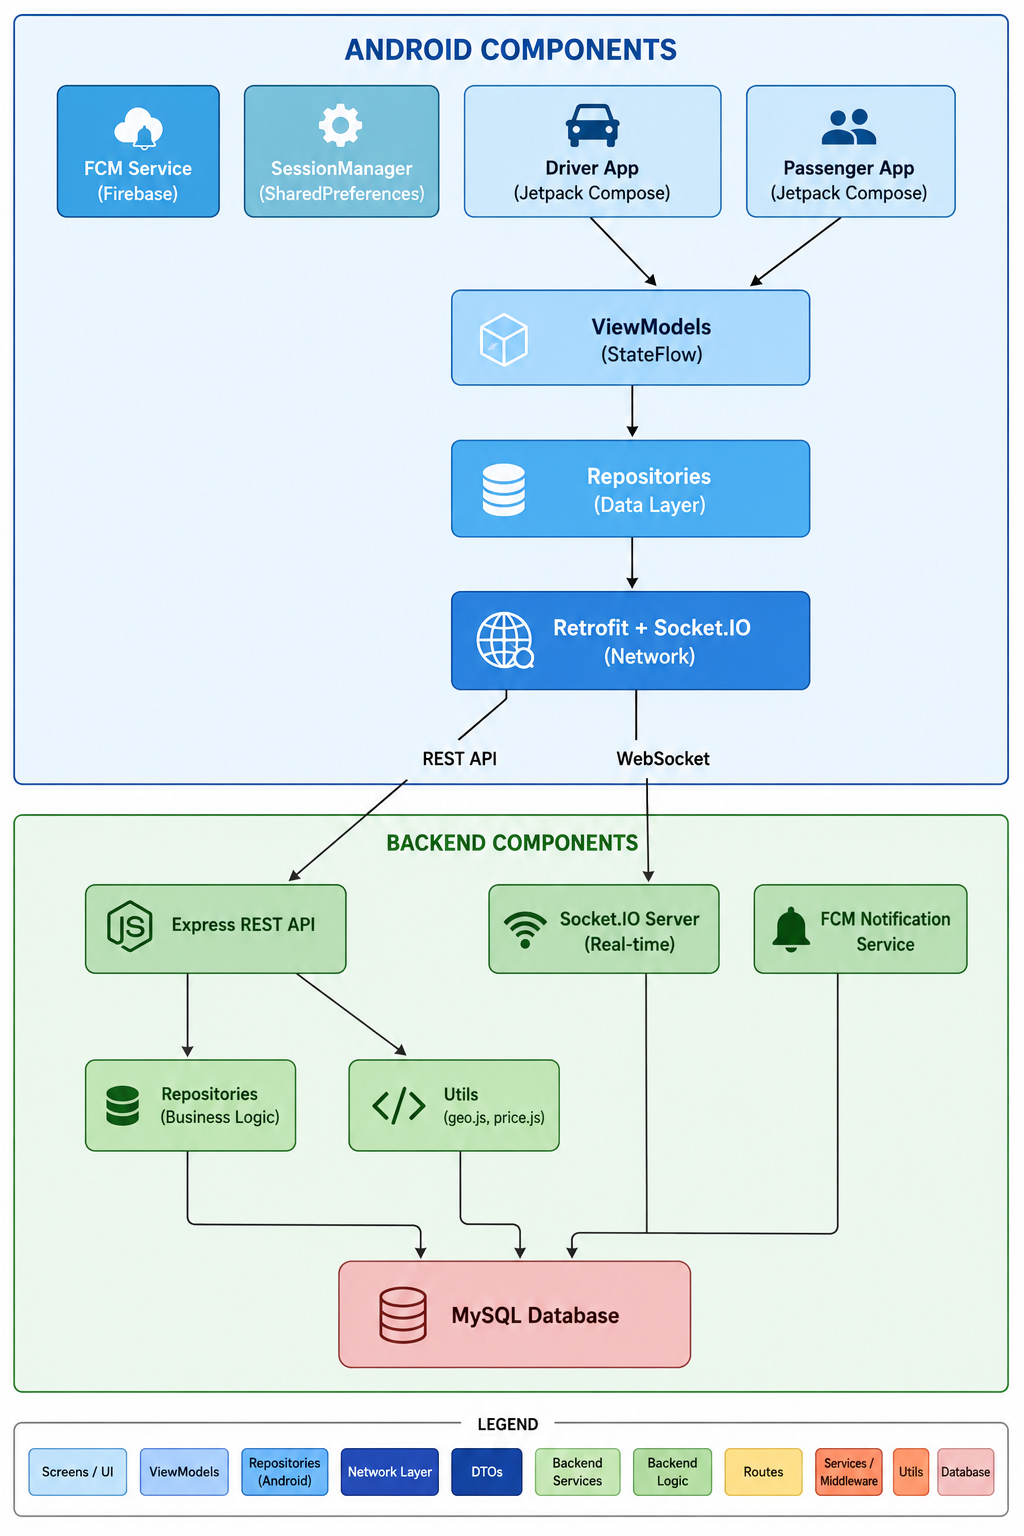 ANDROID COMPONENTS
FCM Service
(Firebase)
SessionManager
(SharedPreferences)
Driver App
(Jetpack Compose)
Passenger App
(Jetpack Compose)
ViewModels
(StateFlow)
Repositories
(Data Layer)
Retrofit + Socket.IO
(Network)
REST API
WebSocket
BACKEND COMPONENTS
JS
Express REST API
Socket.IO Server
(Real-time)
FCM Notification
Service
Repositories
(Business Logic)
</>
Utils
(geo.js, price.js)
MySQL Database
LEGEND
Screens / UI
ViewModels
Repositories
(Android)
Network Layer
DTOs
Backend
Services
Backend
Logic
Routes
Services /
Middleware
Utils
Database